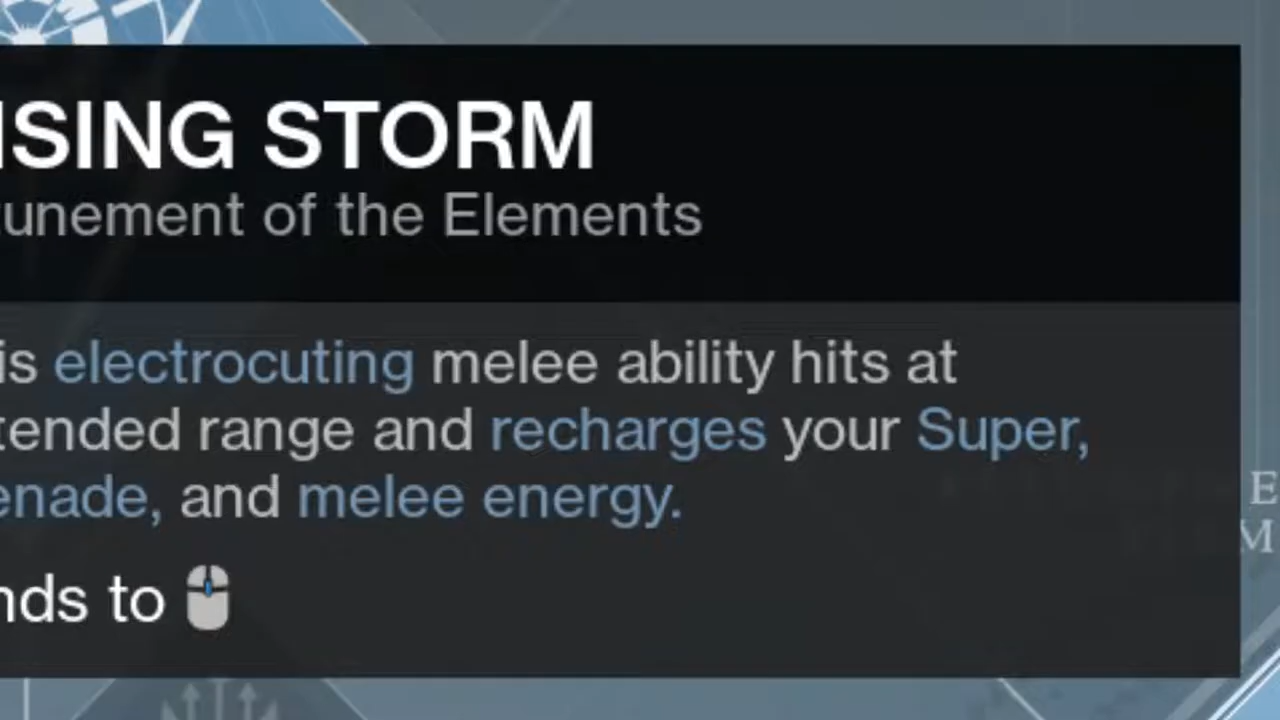 ISING STORM
tunement of the Elements
is electrocuting melee ability hits at
tended range and recharges your Super,
enade, and melee energy.
nds to
E
M